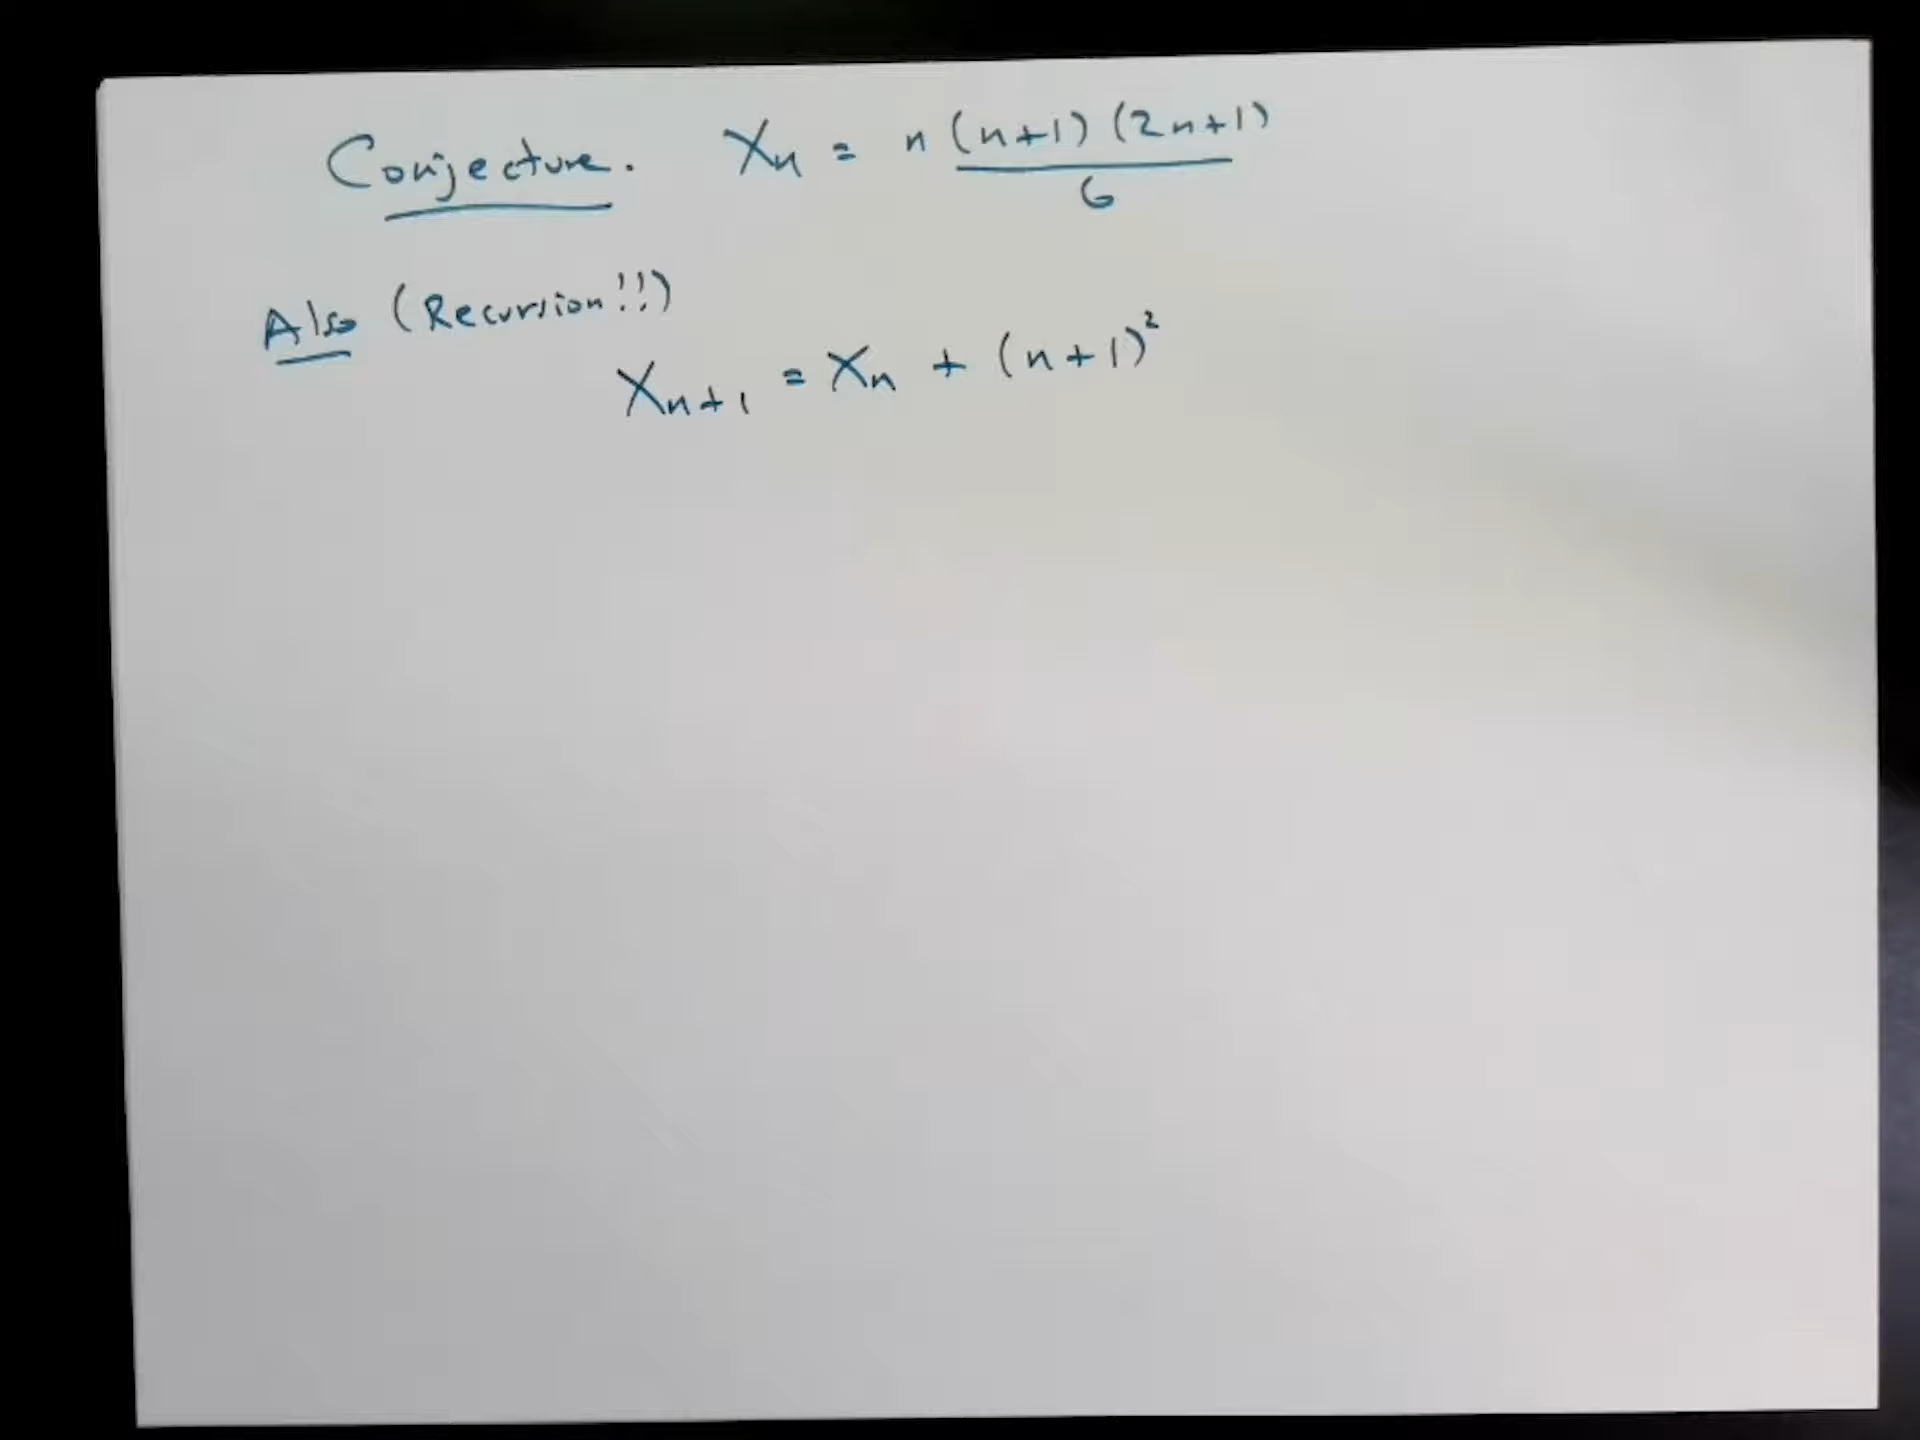 Conjecture. Xn = n(n+1)(2n+1)
6
Also (Recursion!!)
Xn+1 = Xn + (n+1)²